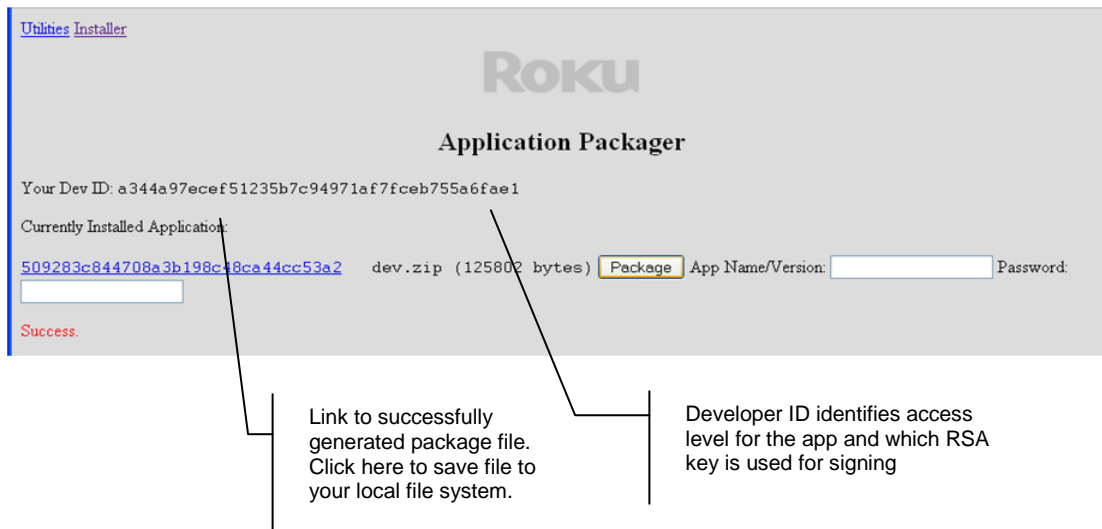 Utilities Installer
ROKU
Application Packager
Your Dev ID: a344a97ecef51235b7c94971af7fceb755a6fae1
Currently Installed Application:
509283c844708a3b198c48ca44cc53a2 dev.zip (125802 bytes) Package App Name/Version: Password:
Success.
Link to successfully
generated package file.
Click here to save file to
your local file system.
Developer ID identifies access
level for the app and which RSA
key is used for signing